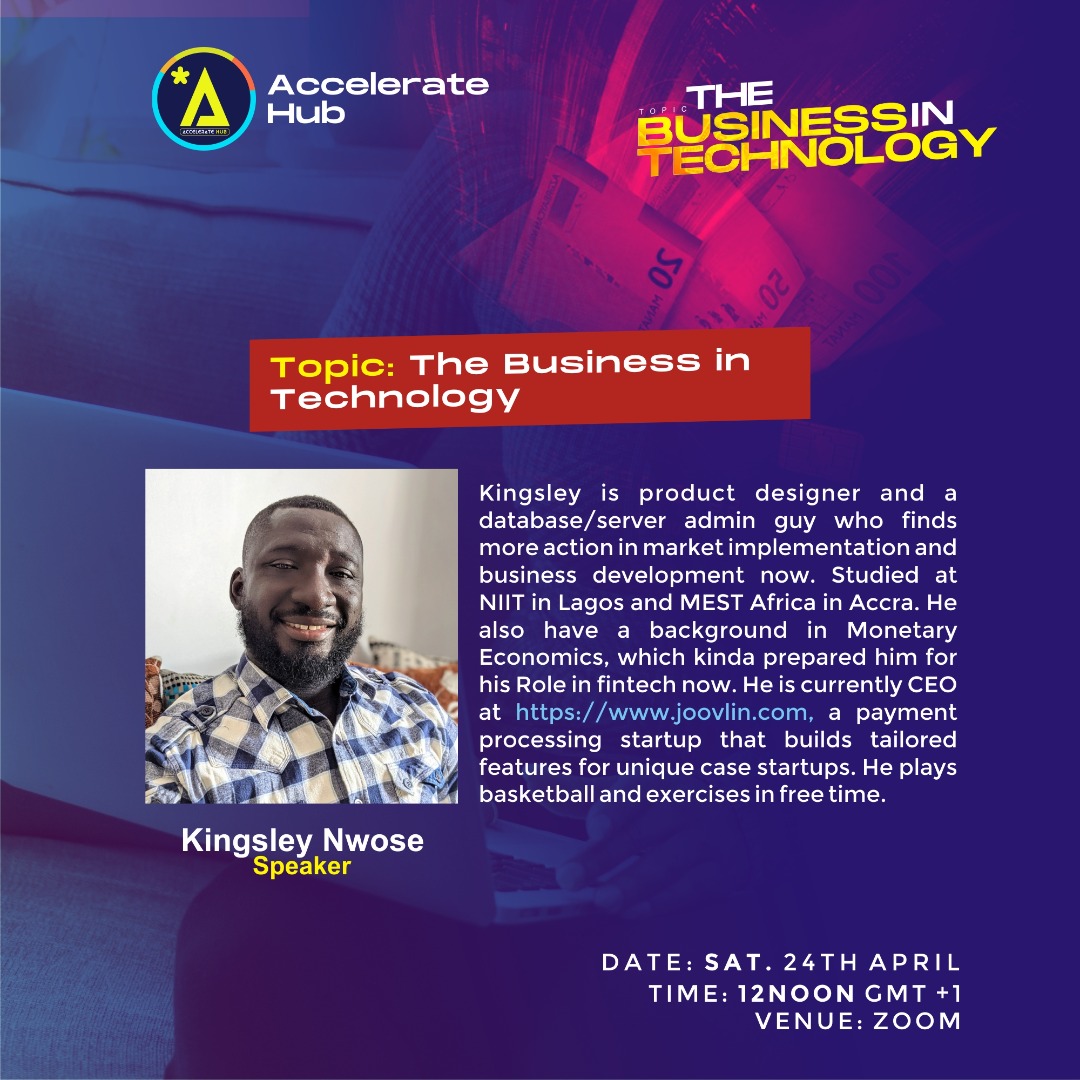 ACCELERATE HUB
Accelerate
Hub
TOPIC
THE
BUSINESS IN
TECHNOLOGY
20
50
100
MANAT
Topic: The Business in
Technology
Kingsley is product designer and a
database/server admin guy who finds
more action in market implementation and
business development now. Studied at
NIIT in Lagos and MEST Africa in Accra. He
also have a background in Monetary
Economics, which kinda prepared him for
his Role in fintech now. He is currently CEO
at https://www.joovlin.com, a payment
processing startup that builds tailored
features for unique case startups. He plays
basketball and exercises in free time.
Kingsley Nwose
Speaker
DATE: SAT. 24TH APRIL
TIME: 12NOON GMT +1
VENUE: ZOOM